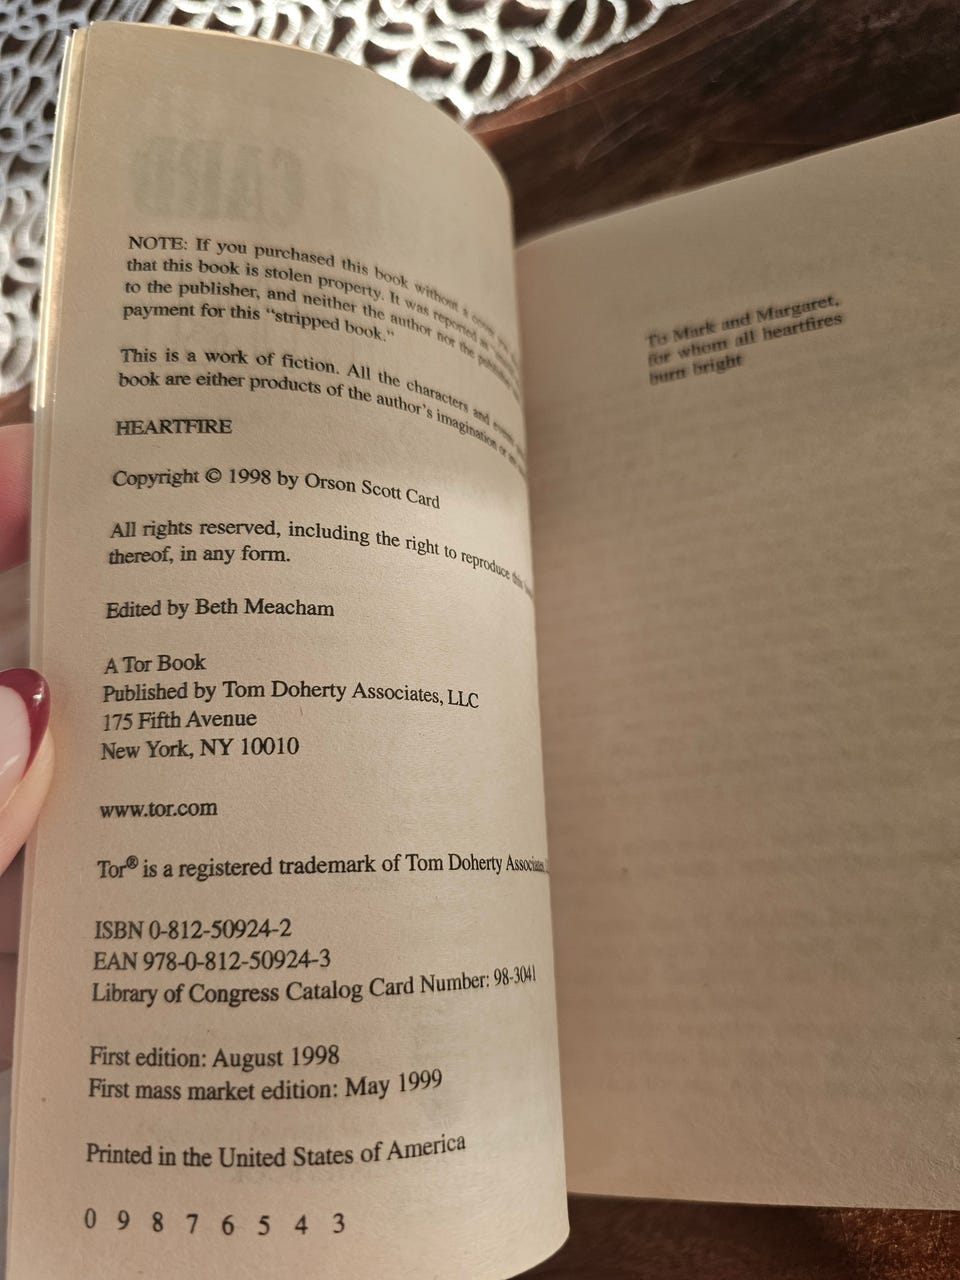 NOTE: If you purchased this book without a cover you
that this book is stolen property. It was reported as
to the publisher, and neither the author nor the publisher
payment for this “stripped book.”
This is a work of fiction. All the characters and events
book are either products of the author’s imagination or are
HEARTFIRE
Copyright © 1998 by Orson Scott Card
All rights reserved, including the right to reproduce this
thereof, in any form.
Edited by Beth Meacham
A Tor Book
Published by Tom Doherty Associates, LLC
175 Fifth Avenue
New York, NY 10010
www.tor.com
Tor® is a registered trademark of Tom Doherty Associates,
ISBN 0-812-50924-2
EAN 978-0-812-50924-3
Library of Congress Catalog Card Number: 98-3041
First edition: August 1998
First mass market edition: May 1999
Printed in the United States of America
0 9 8 7 6 5 4 3
To Mark and Margaret,
for whom all heartfires
burn bright